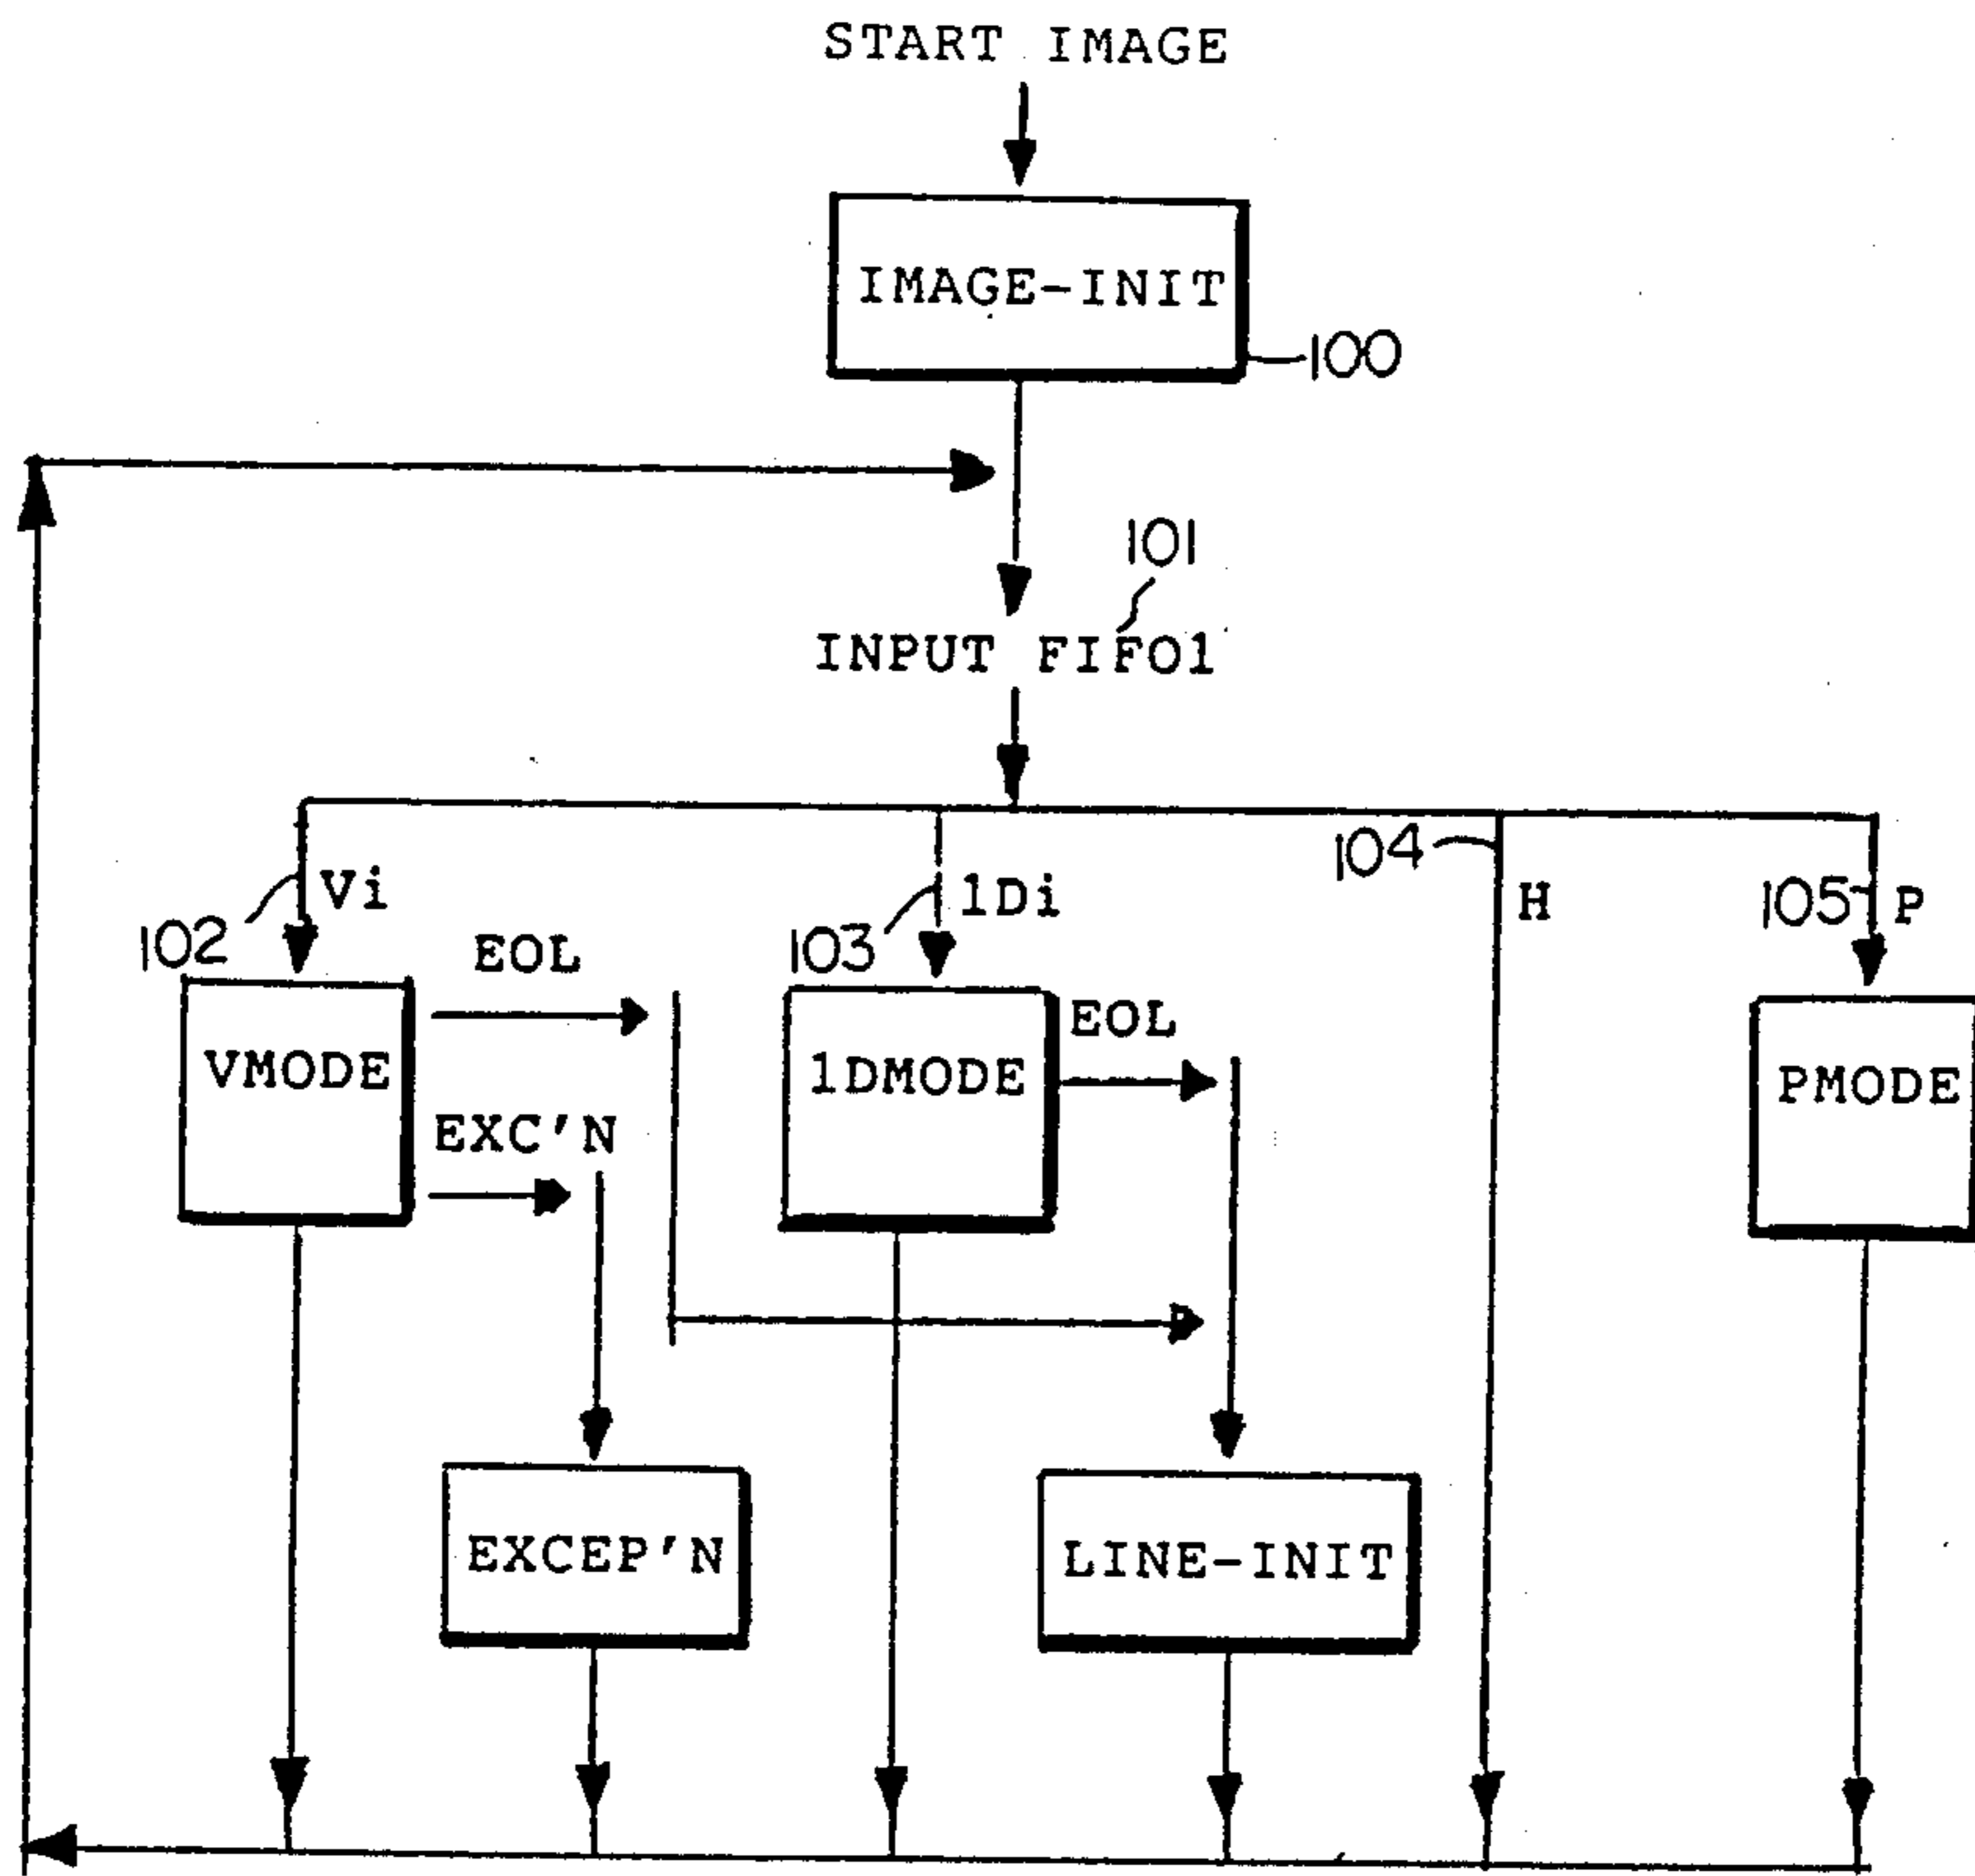 START IMAGE
IMAGE-INIT
100
101
INPUT FIFO1
102
Vi
103
1Di
104
H
105
P
EOL
VMODE
EXC'N
1DMODE
EOL
PMODE
EXCEP'N
LINE-INIT